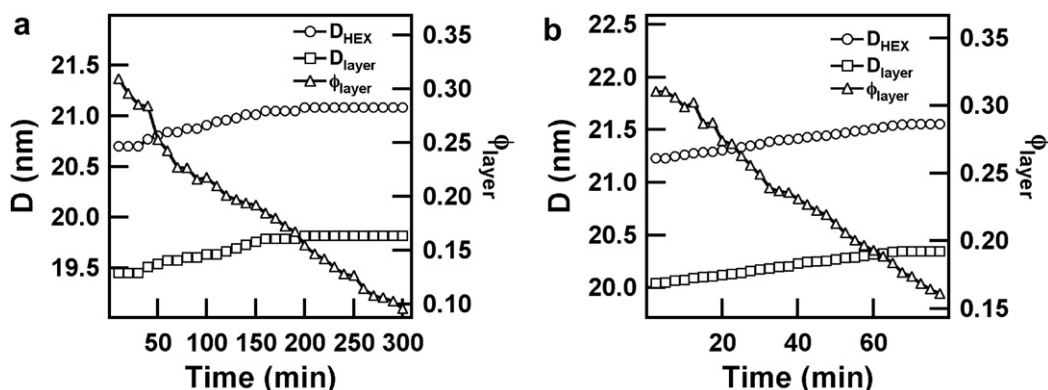 a
D_HEX
D_layer
ϕ_layer
21.5
21.0
20.5
20.0
19.5
D (nm)
0.35
0.30
0.25
0.20
0.15
0.10
ϕ_layer
50 100 150 200 250 300
Time (min)
b
D_HEX
D_layer
ϕ_layer
22.5
22.0
21.5
21.0
20.5
20.0
D (nm)
0.35
0.30
0.25
0.20
0.15
ϕ_layer
20 40 60
Time (min)